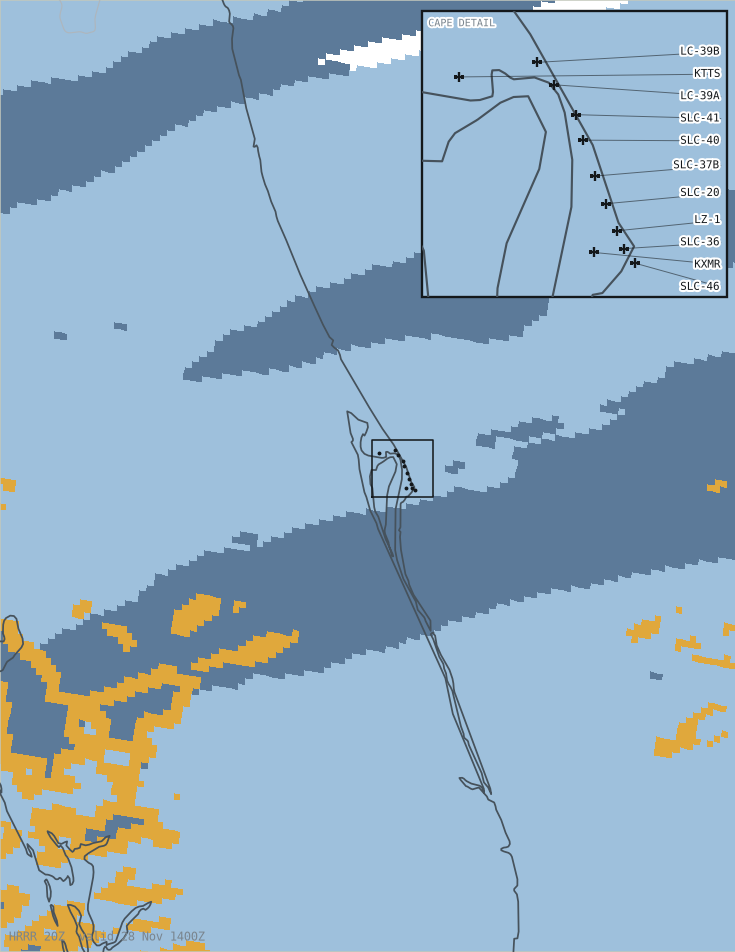 CAPE DETAIL
LC-39B
KTTS
LC-39A
SLC-41
SLC-40
SLC-37B
SLC-20
LZ-1
SLC-36
KXMR
SLC-46
HRRR 20Z valid 28 Nov 1400Z